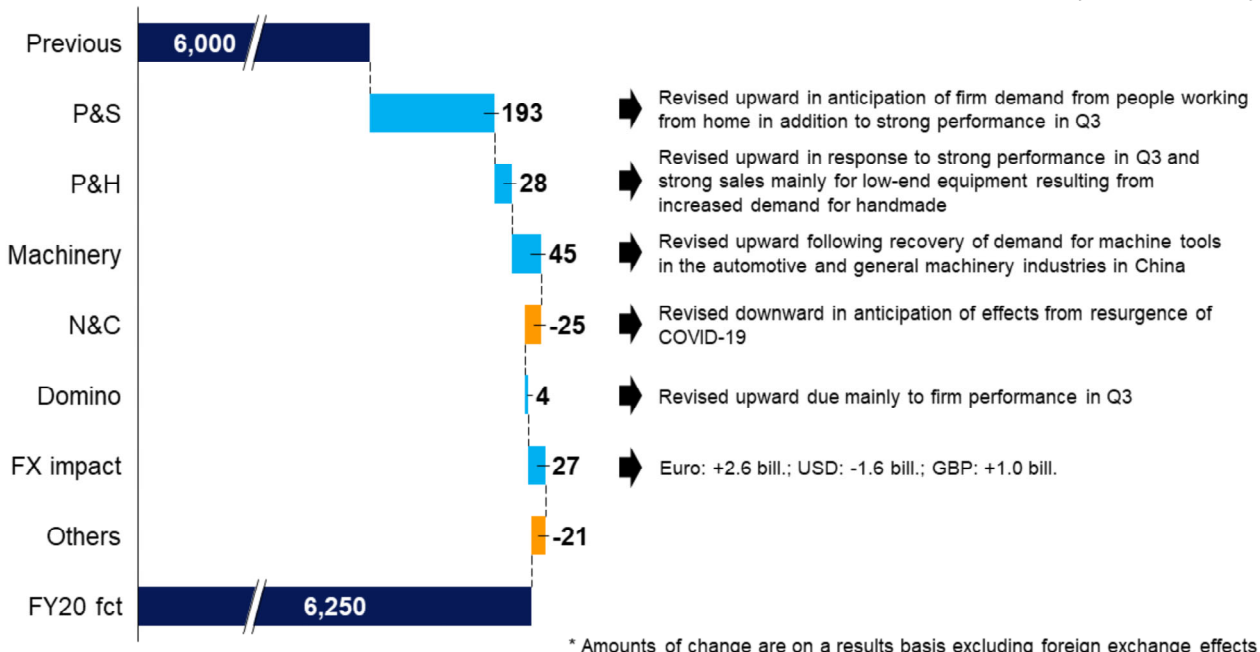 Previous
6,000
P&S
193
Revised upward in anticipation of firm demand from people working
from home in addition to strong performance in Q3
P&H
28
Revised upward in response to strong performance in Q3 and
strong sales mainly for low-end equipment resulting from
increased demand for handmade
Machinery
45
Revised upward following recovery of demand for machine tools
in the automotive and general machinery industries in China
N&C
-25
Revised downward in anticipation of effects from resurgence of
COVID-19
Domino
4
Revised upward due mainly to firm performance in Q3
FX impact
27
Euro: +2.6 bill.; USD: -1.6 bill.; GBP: +1.0 bill.
Others
-21
FY20 fct
6,250
* Amounts of change are on a results basis excluding foreign exchange effects